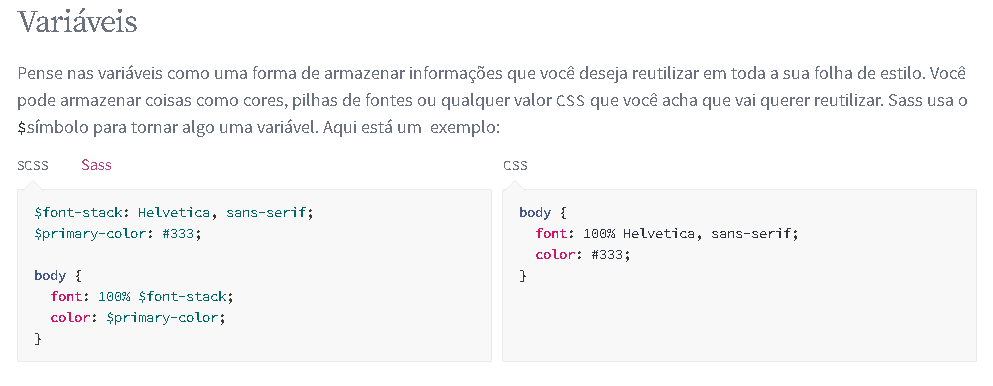 Variáveis
Pense nas variáveis como uma forma de armazenar informações que você deseja reutilizar em toda a sua folha de estilo. Você
pode armazenar coisas como cores, pilhas de fontes ou qualquer valor CSS que você acha que vai querer reutilizar. Sass usa o
$símbolo para tornar algo uma variável. Aqui está um exemplo:
SCSS Sass
$font-stack: Helvetica, sans-serif;
$primary-color: #333;
body {
  font: 100% $font-stack;
  color: $primary-color;
}
CSS
body {
  font: 100% Helvetica, sans-serif;
  color: #333;
}